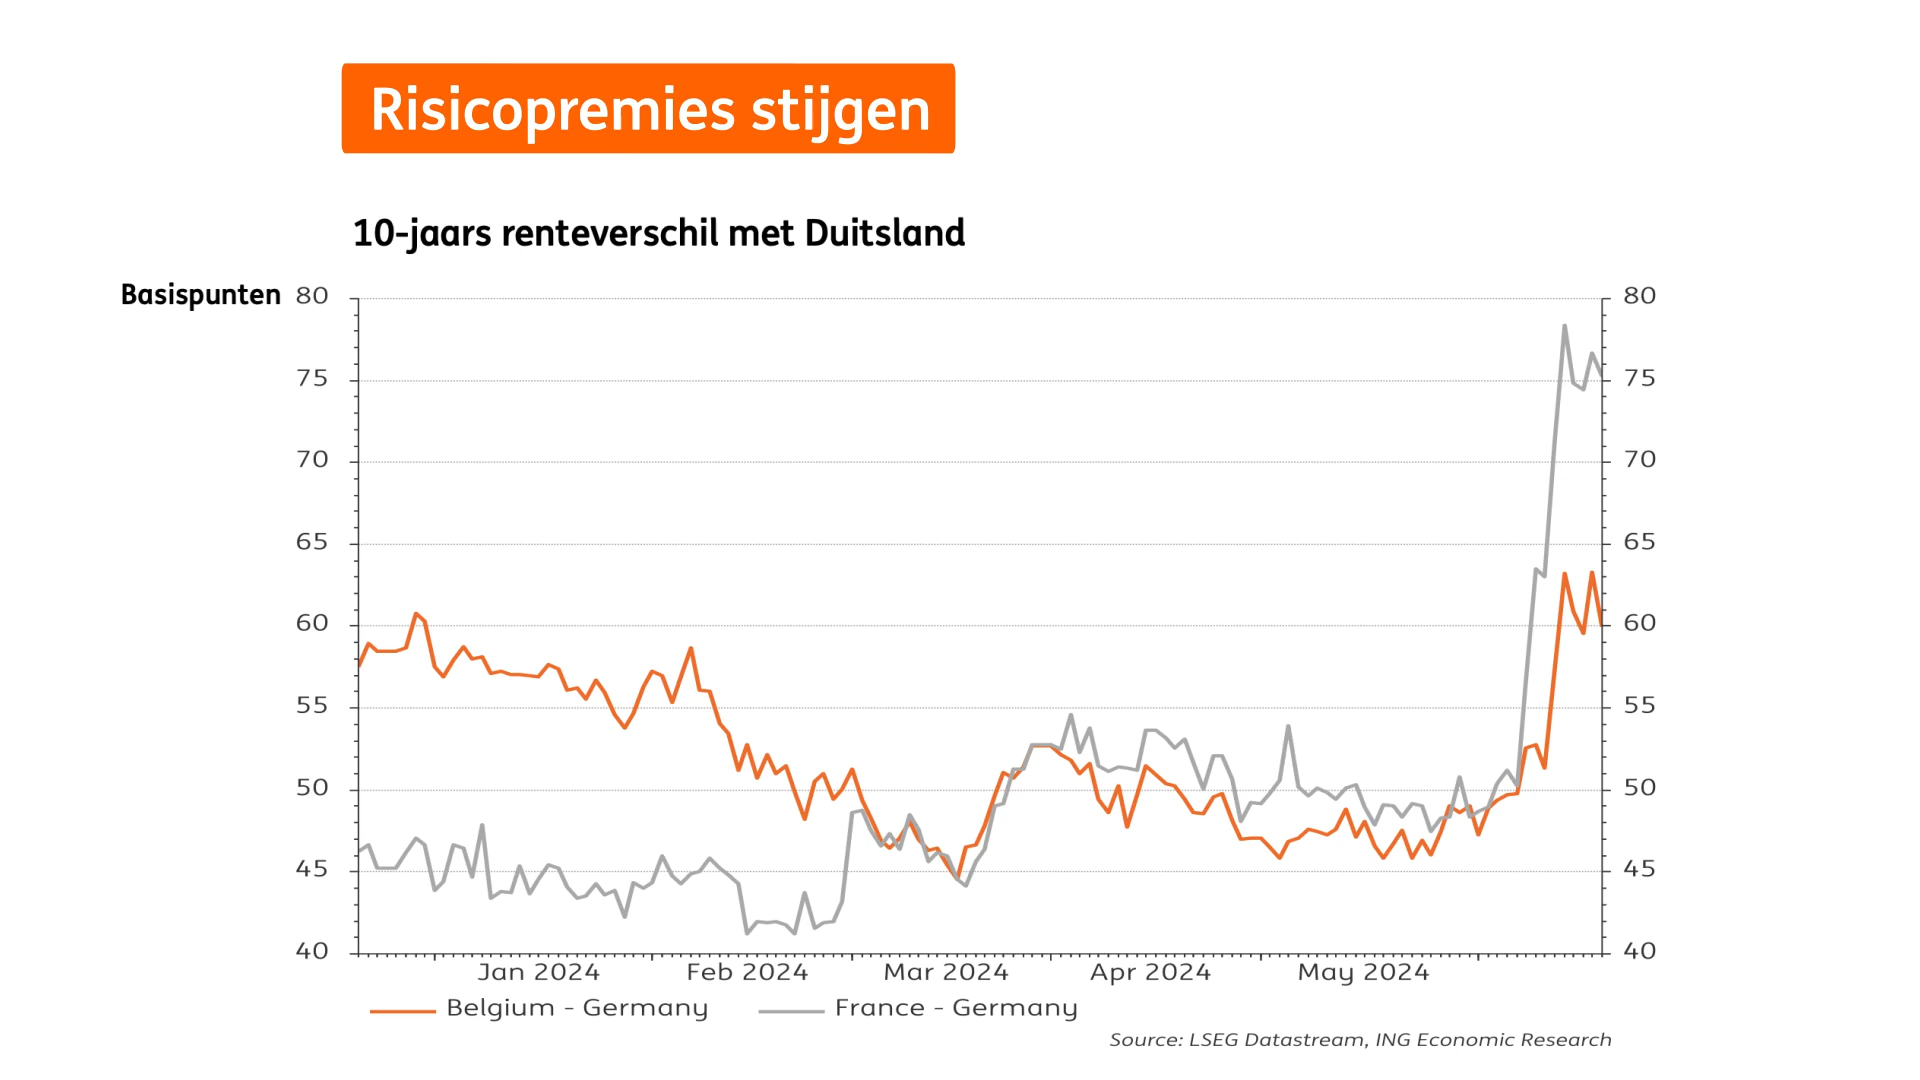 Risicopremies stijgen
10-jaars renteverschil met Duitsland
Basispunten
80 80
75 75
70 70
65 65
60 60
55 55
50 50
45 45
40 40
Jan 2024 Feb 2024 Mar 2024 Apr 2024 May 2024
Belgium - Germany France - Germany
Source: LSEG Datastream, ING Economic Research